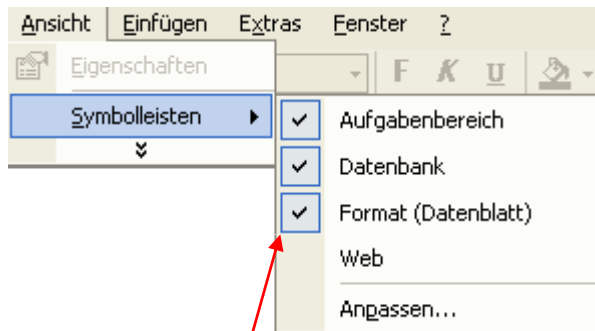 Ansicht Einfügen Extras Fenster ?
Eigenschaften F K U
Symbolleisten Aufgabenbereich
Datenbank
Format (Datenblatt)
Web
Anpassen...